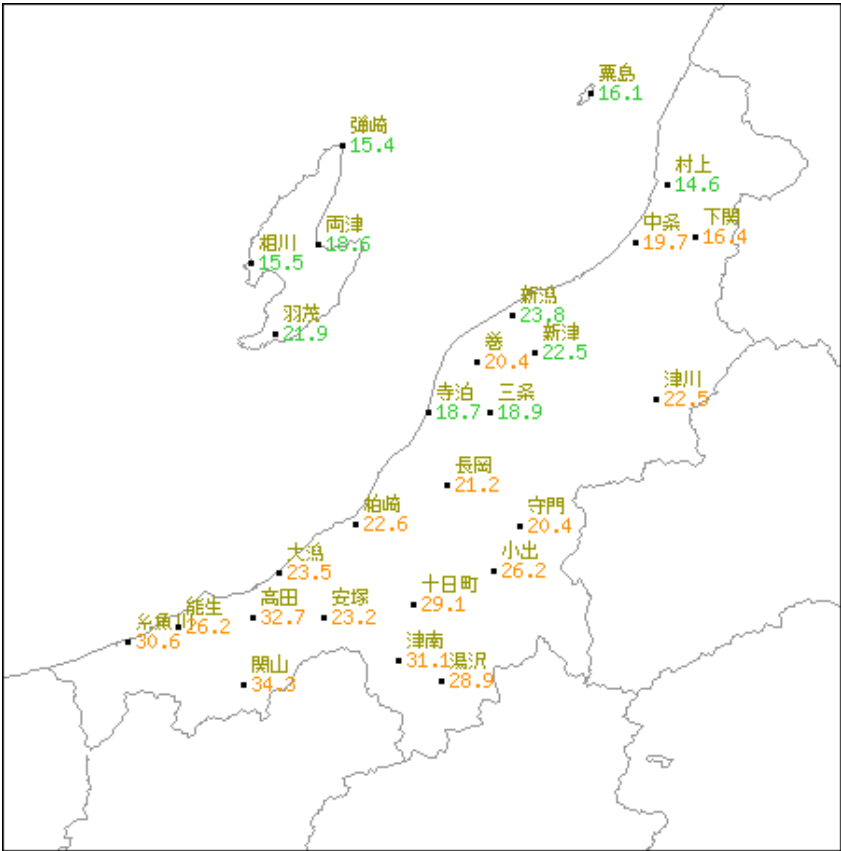 粟島
16.1
弾崎
15.4
村上
14.6
下関
16.4
中条
19.7
両津
18.6
相川
15.5
新潟
23.8
羽茂
21.9
新津
22.5
巻
20.4
津川
22.5
寺泊
18.7
三条
18.9
長岡
21.2
柏崎
22.6
守門
20.4
大潟
23.5
小出
26.2
十日町
29.1
能生
26.2
高田
32.7
安塚
23.2
糸魚川
30.6
津南
31.1
湯沢
28.9
関山
34.3